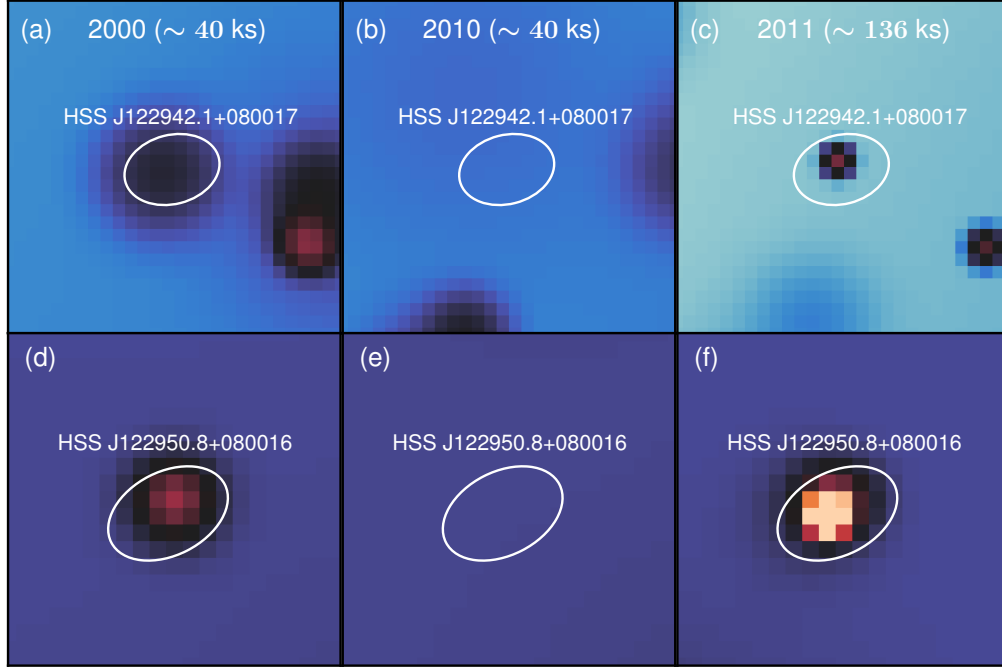 (a) 2000 (∼ 40 ks)
HSS J122942.1+080017
(b) 2010 (∼ 40 ks)
HSS J122942.1+080017
(c) 2011 (∼ 136 ks)
HSS J122942.1+080017
(d)
HSS J122950.8+080016
(e)
HSS J122950.8+080016
(f)
HSS J122950.8+080016